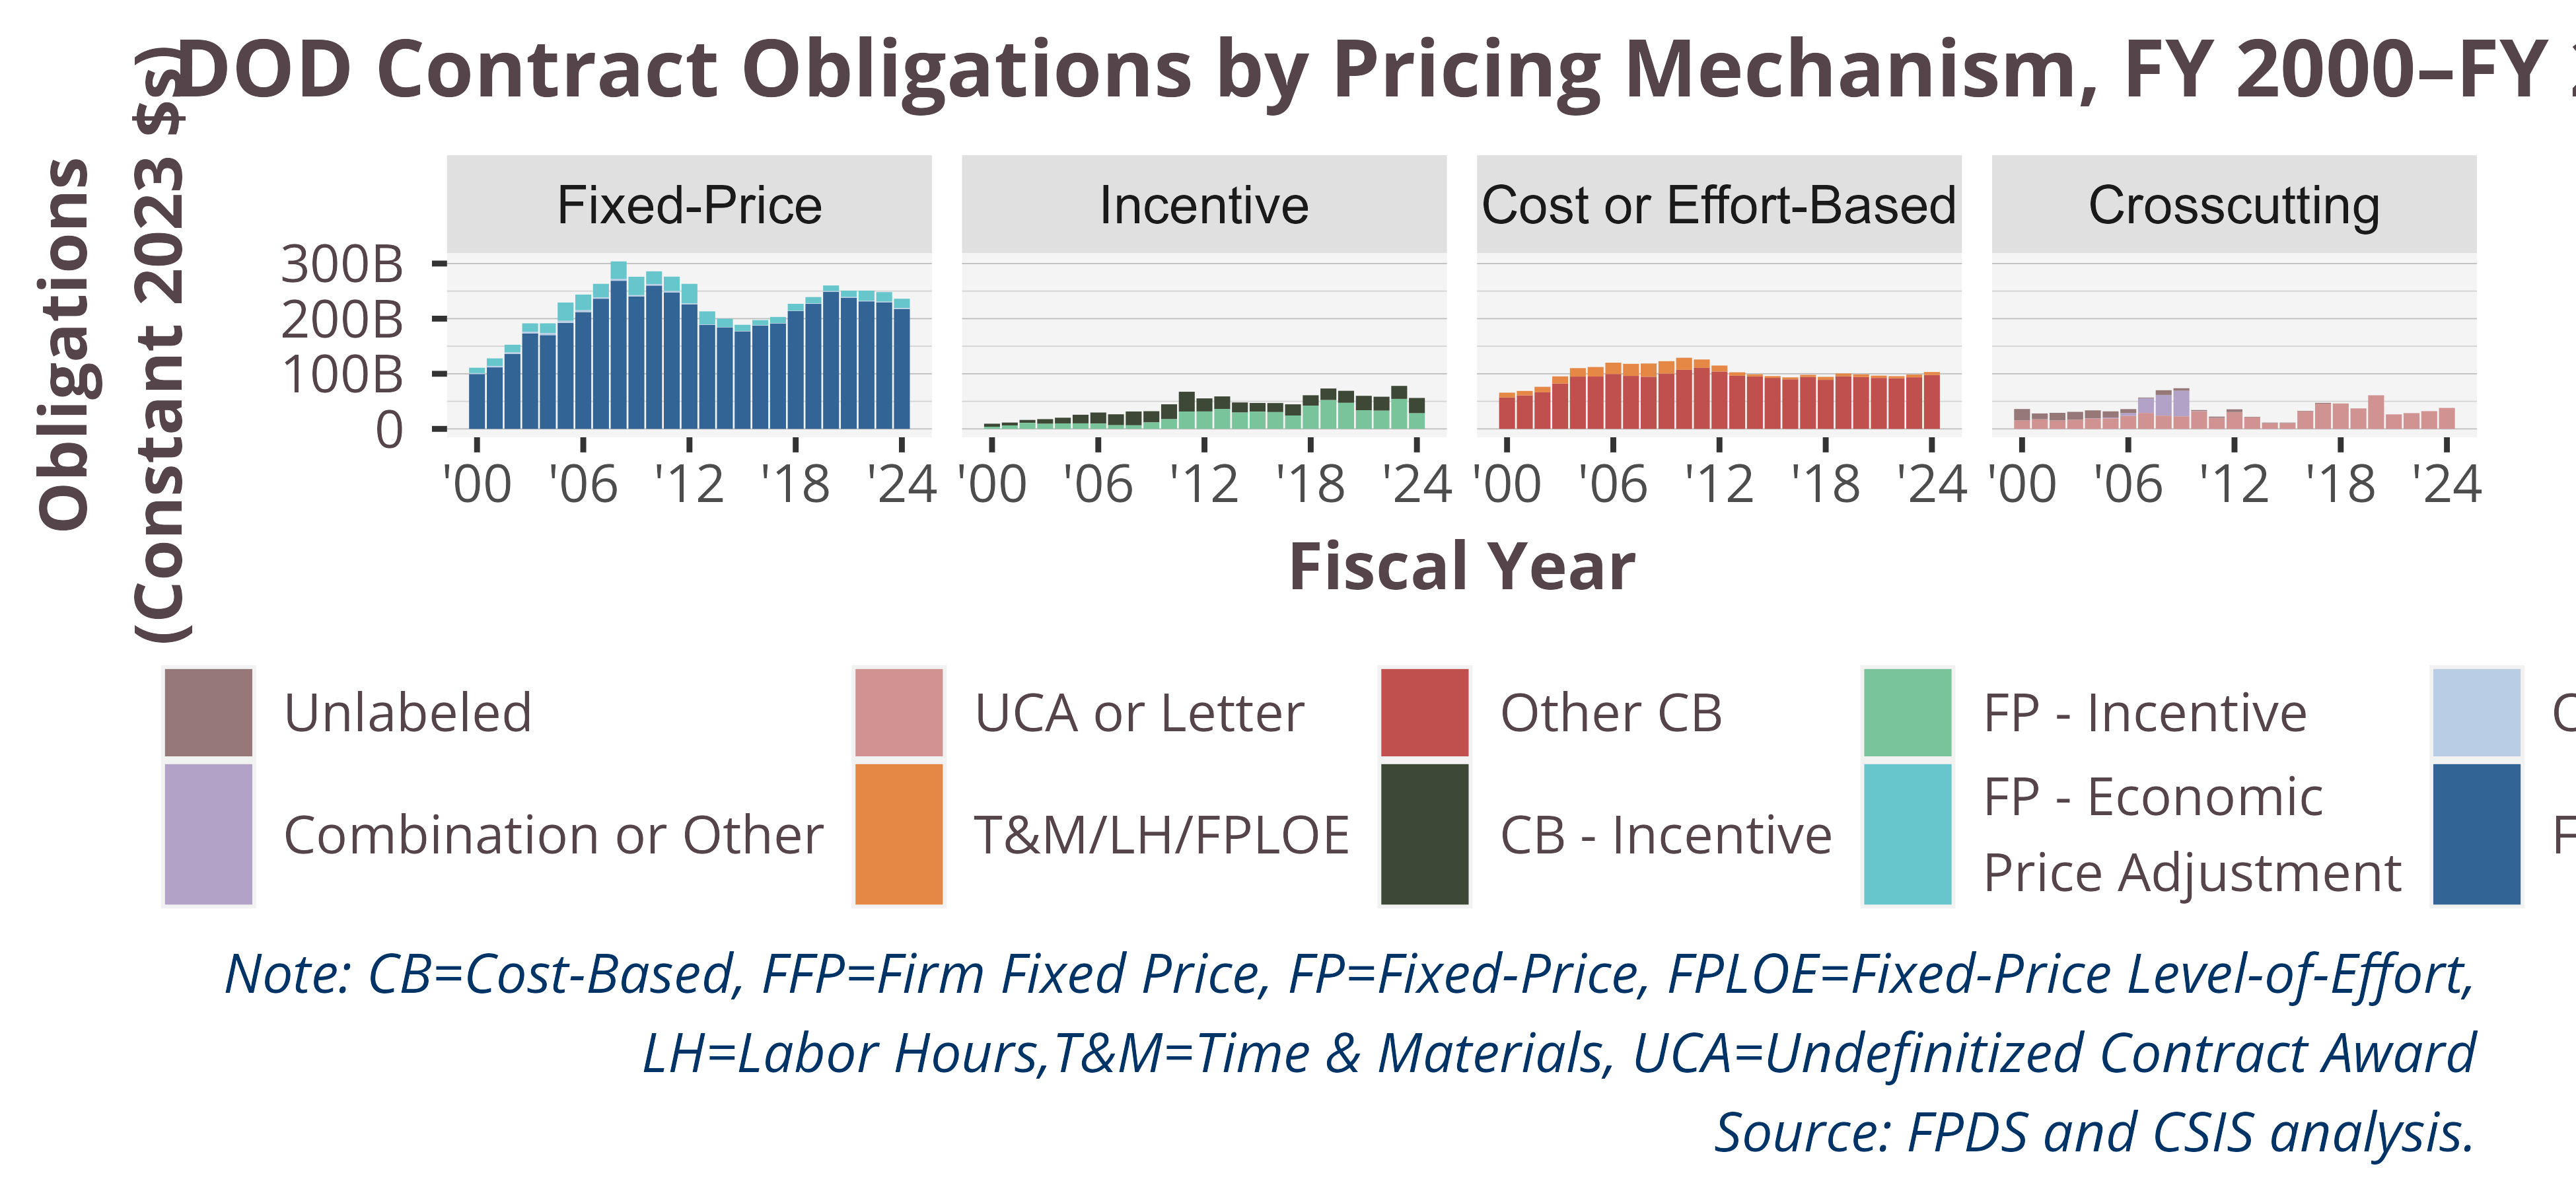 DOD Contract Obligations by Pricing Mechanism, FY 2000–FY
Obligations
(Constant 2023 $s)
Fixed-Price
Incentive
Cost or Effort-Based
Crosscutting
300B
200B
100B
0
'00 '06 '12 '18 '24
'00 '06 '12 '18 '24
'00 '06 '12 '18 '24
'00 '06 '12 '18 '24
Fiscal Year
Unlabeled
Combination or Other
UCA or Letter
T&M/LH/FPLOE
Other CB
CB - Incentive
FP - Incentive
FP - Economic
Price Adjustment
Note: CB=Cost-Based, FFP=Firm Fixed Price, FP=Fixed-Price, FPLOE=Fixed-Price Level-of-Effort,
LH=Labor Hours,T&M=Time & Materials, UCA=Undefinitized Contract Award
Source: FPDS and CSIS analysis.